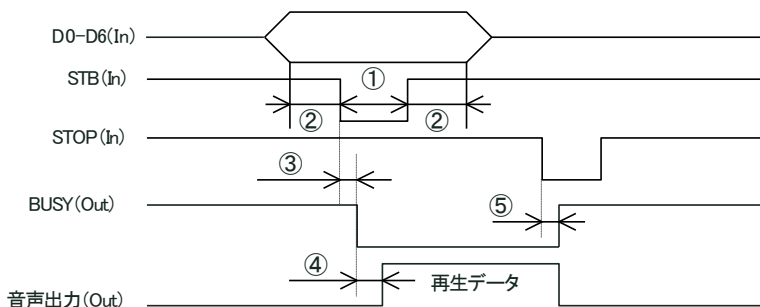 D0-D6(In)
STB(In)
①
②
②
STOP(In)
③
BUSY(Out)
⑤
④
再生データ
音声出力(Out)